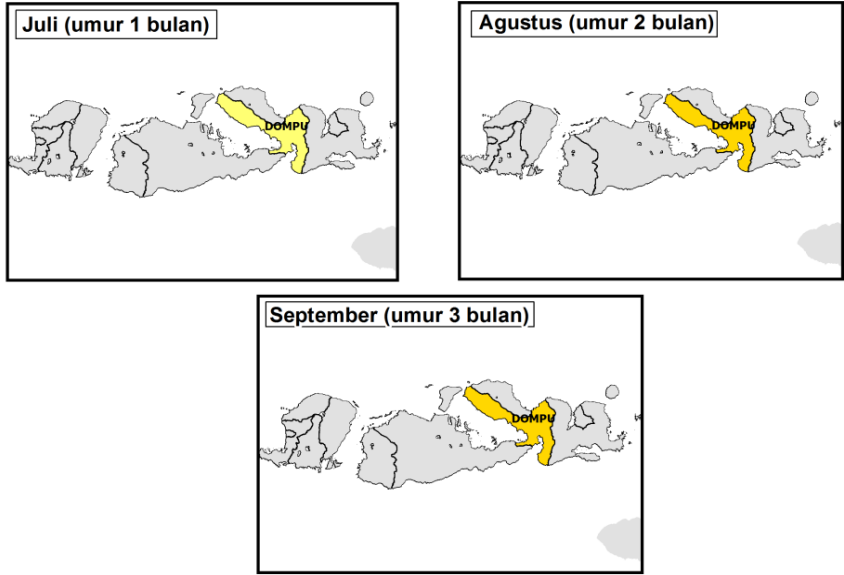 Juli (umur 1 bulan)
DOMPU
Agustus (umur 2 bulan)
DOMPU
September (umur 3 bulan)
DOMPU